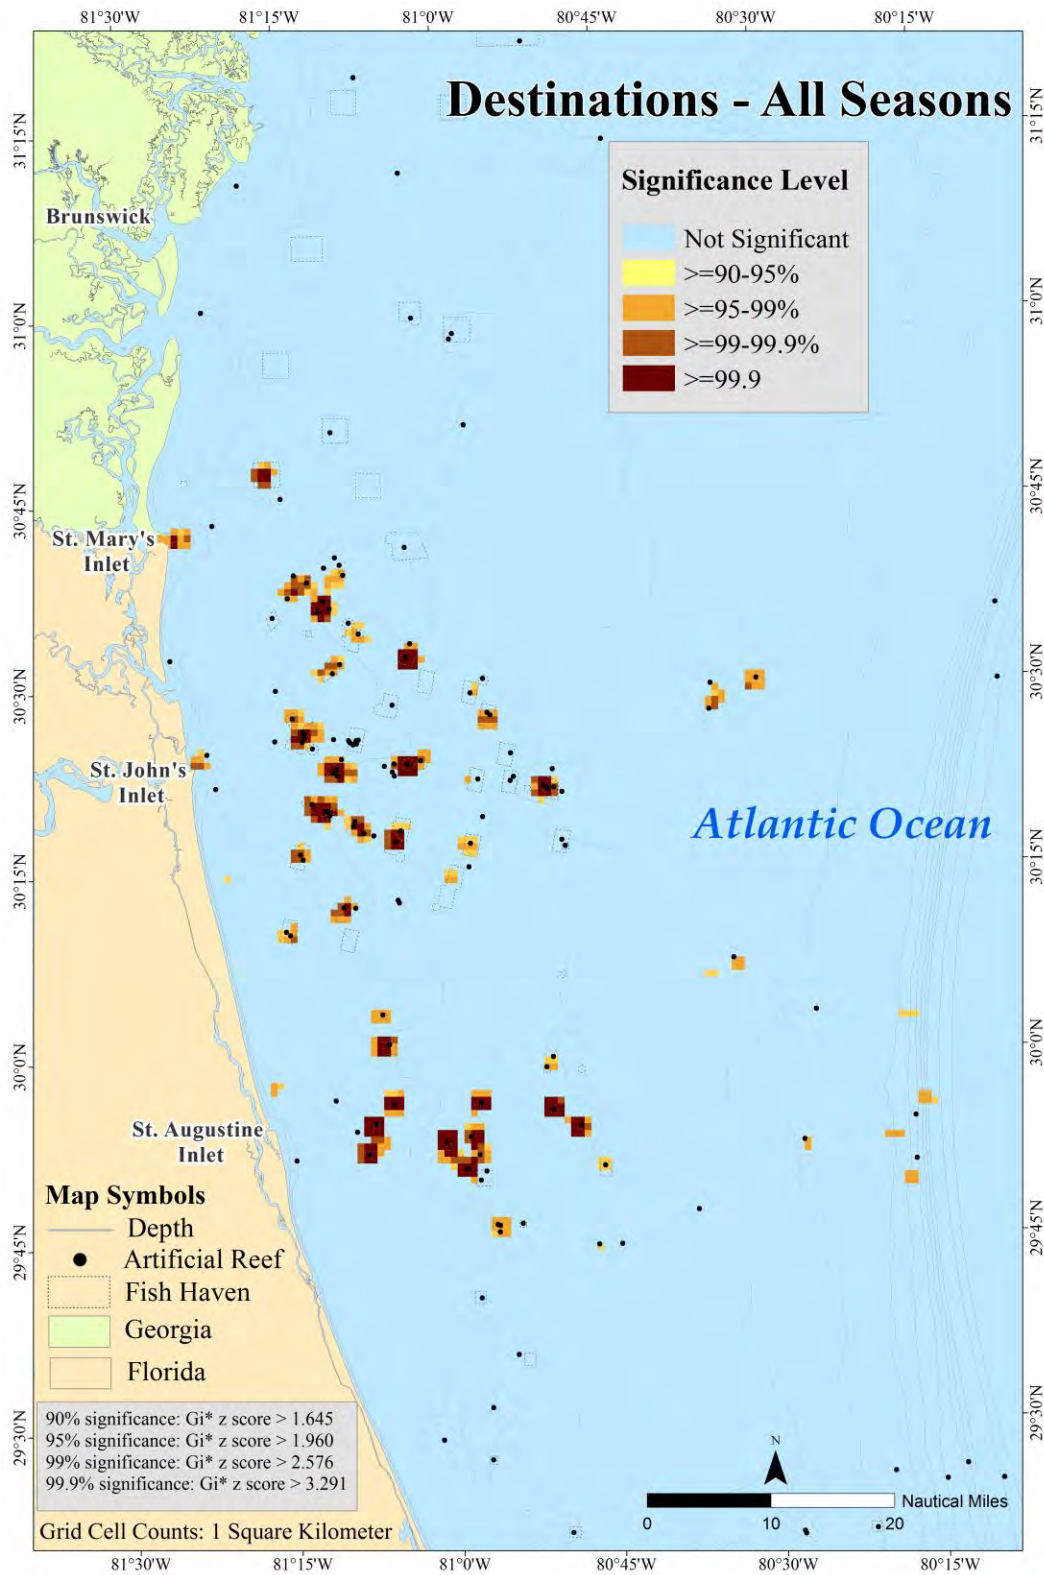 81°30'W 81°15'W 81°0'W 80°45'W 80°30'W 80°15'W
Destinations - All Seasons
31°15'N
31°15'N
Significance Level
Not Significant
>=90-95%
>=95-99%
>=99-99.9%
>=99.9
Brunswick
31°0'N
31°0'N
30°45'N
30°45'N
St. Mary's
Inlet
30°30'N
30°30'N
St. John's
Inlet
Atlantic Ocean
30°15'N
30°15'N
30°0'N
30°0'N
St. Augustine
Inlet
Map Symbols
Depth
Artificial Reef
Fish Haven
Georgia
Florida
29°45'N
29°45'N
29°30'N
29°30'N
90% significance: Gi* z score > 1.645
95% significance: Gi* z score > 1.960
99% significance: Gi* z score > 2.576
99.9% significance: Gi* z score > 3.291
Grid Cell Counts: 1 Square Kilometer
N
Nautical Miles
0 10 20
81°30'W 81°15'W 81°0'W 80°45'W 80°30'W 80°15'W